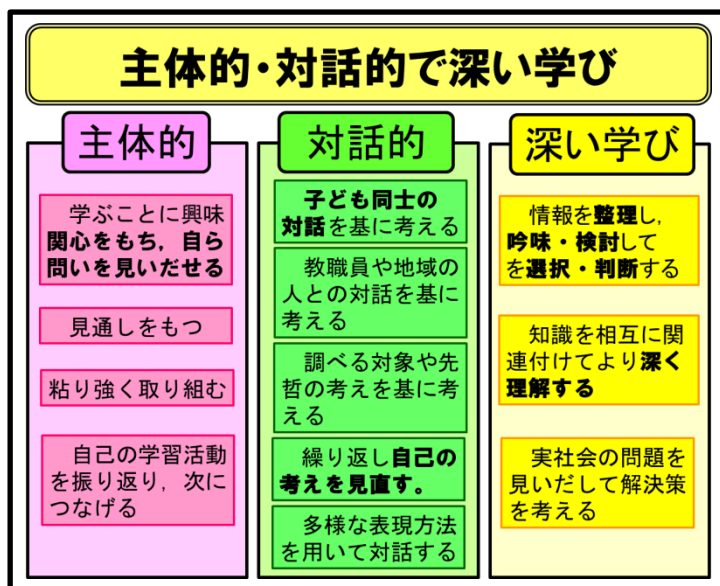 主体的・対話的で深い学び
主体的
学ぶことに興味
関心をもち，自ら
問いを見いだせる
見通しをもつ
粘り強く取り組む
自己の学習活動
を振り返り，次に
つなげる
対話的
子ども同士の
対話を基に考える
教職員や地域の
人との対話を基に
考える
調べる対象や先
哲の考えを基に考
える
繰り返し自己の
考えを見直す。
多様な表現方法
を用いて対話する
深い学び
情報を整理し，
吟味・検討して
を選択・判断する
知識を相互に関
連付けてより深く
理解する
実社会の問題を
見いだして解決策
を考える